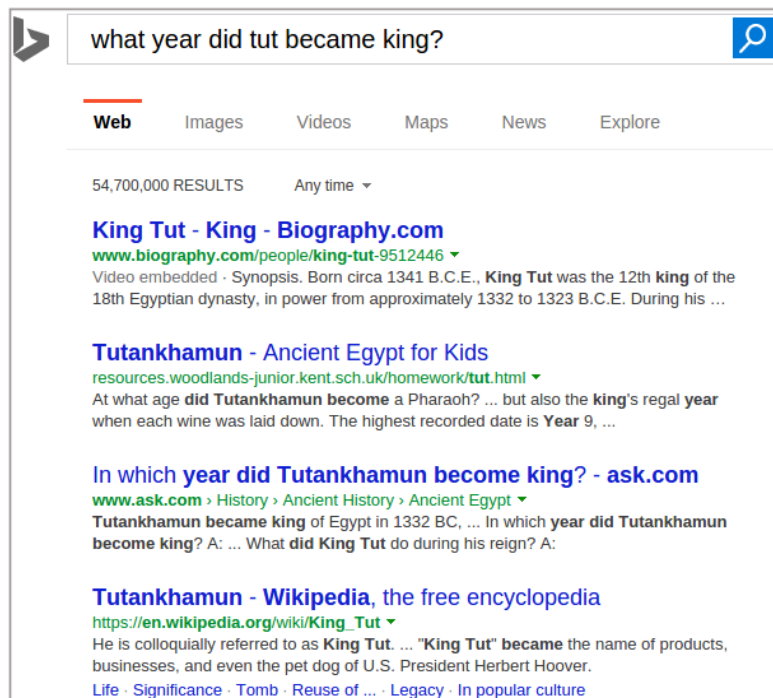 what year did tut became king?
Web Images Videos Maps News Explore
54,700,000 RESULTS Any time
King Tut - King - Biography.com
www.biography.com/people/king-tut-9512446
Video embedded · Synopsis. Born circa 1341 B.C.E., King Tut was the 12th king of the
18th Egyptian dynasty, in power from approximately 1332 to 1323 B.C.E. During his ...
Tutankhamun - Ancient Egypt for Kids
resources.woodlands-junior.kent.sch.uk/homework/tut.html
At what age did Tutankhamun become a Pharaoh? ... but also the king's regal year
when each wine was laid down. The highest recorded date is Year 9, ...
In which year did Tutankhamun become king? - ask.com
www.ask.com › History › Ancient History › Ancient Egypt
Tutankhamun became king of Egypt in 1332 BC, ... In which year did Tutankhamun
become king? A: ... What did King Tut do during his reign? A:
Tutankhamun - Wikipedia, the free encyclopedia
https://en.wikipedia.org/wiki/King_Tut
He is colloquially referred to as King Tut. ... "King Tut" became the name of products,
businesses, and even the pet dog of U.S. President Herbert Hoover.
Life · Significance · Tomb · Reuse of ... · Legacy · In popular culture